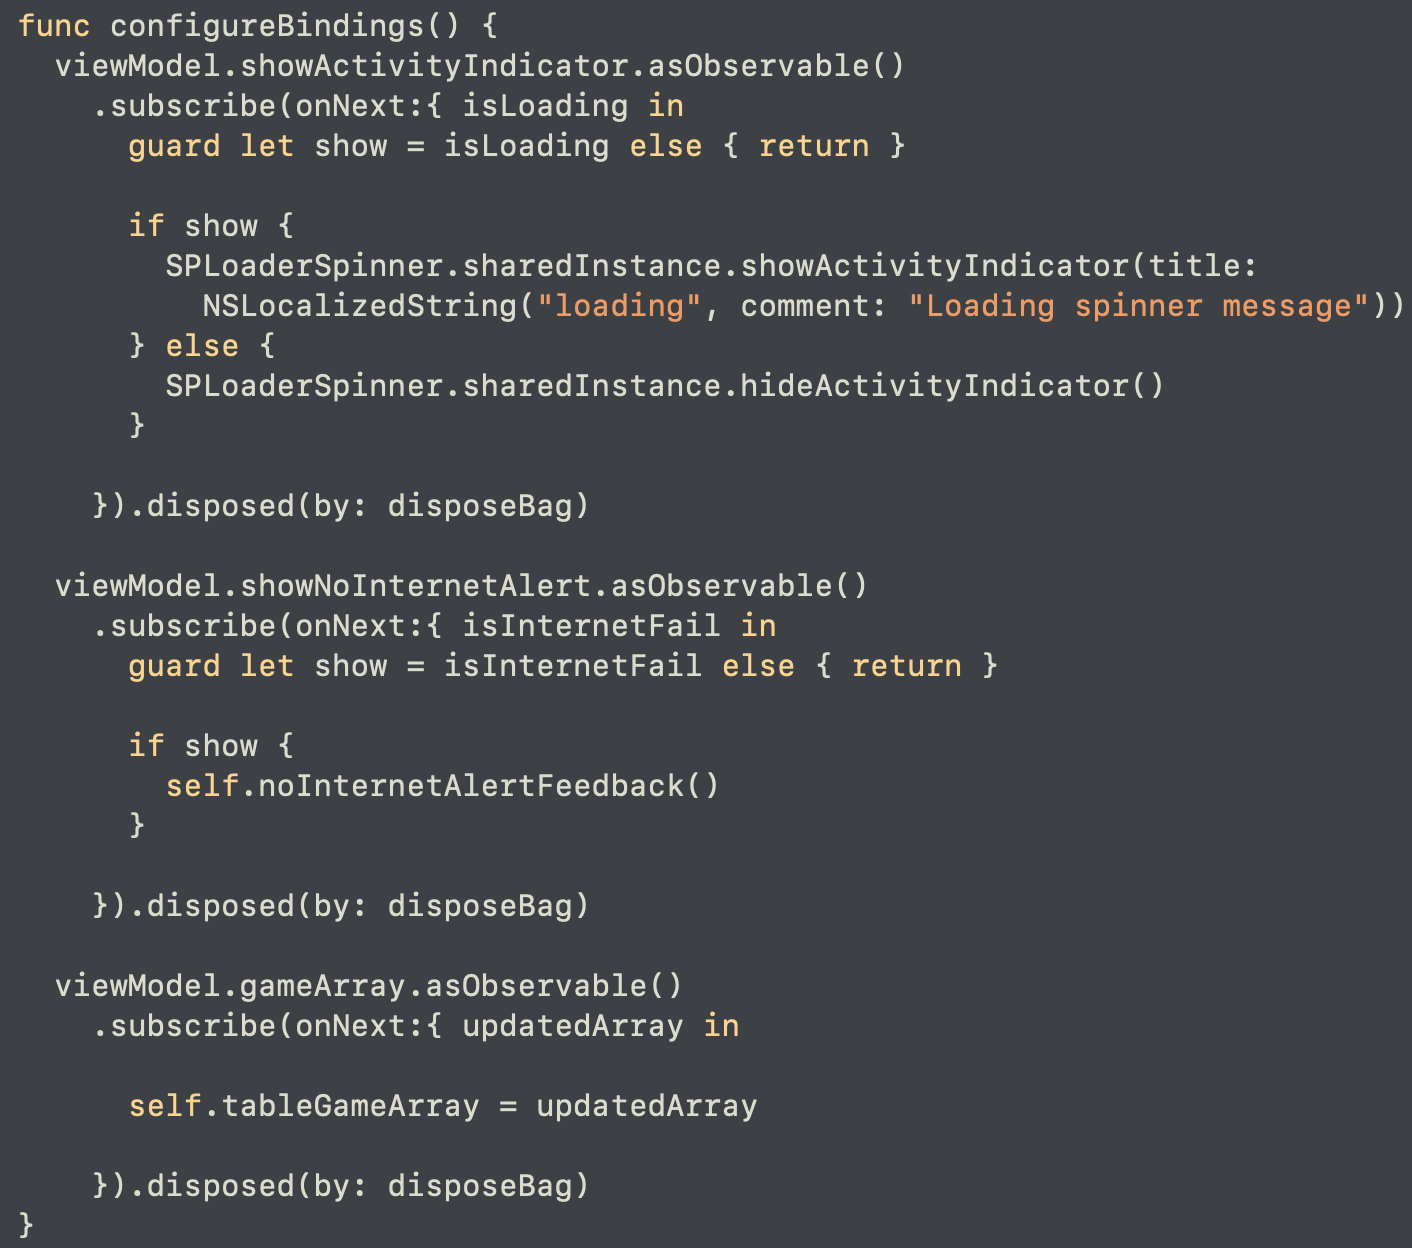 func configureBindings() {
  viewModel.showActivityIndicator.asObservable()
    .subscribe(onNext:{ isLoading in
      guard let show = isLoading else { return }

      if show {
        SPLoaderSpinner.sharedInstance.showActivityIndicator(title:
          NSLocalizedString("loading", comment: "Loading spinner message"))
      } else {
        SPLoaderSpinner.sharedInstance.hideActivityIndicator()
      }

    }).disposed(by: disposeBag)

  viewModel.showNoInternetAlert.asObservable()
    .subscribe(onNext:{ isInternetFail in
      guard let show = isInternetFail else { return }

      if show {
        self.noInternetAlertFeedback()
      }

    }).disposed(by: disposeBag)

  viewModel.gameArray.asObservable()
    .subscribe(onNext:{ updatedArray in

      self.tableGameArray = updatedArray

    }).disposed(by: disposeBag)
}